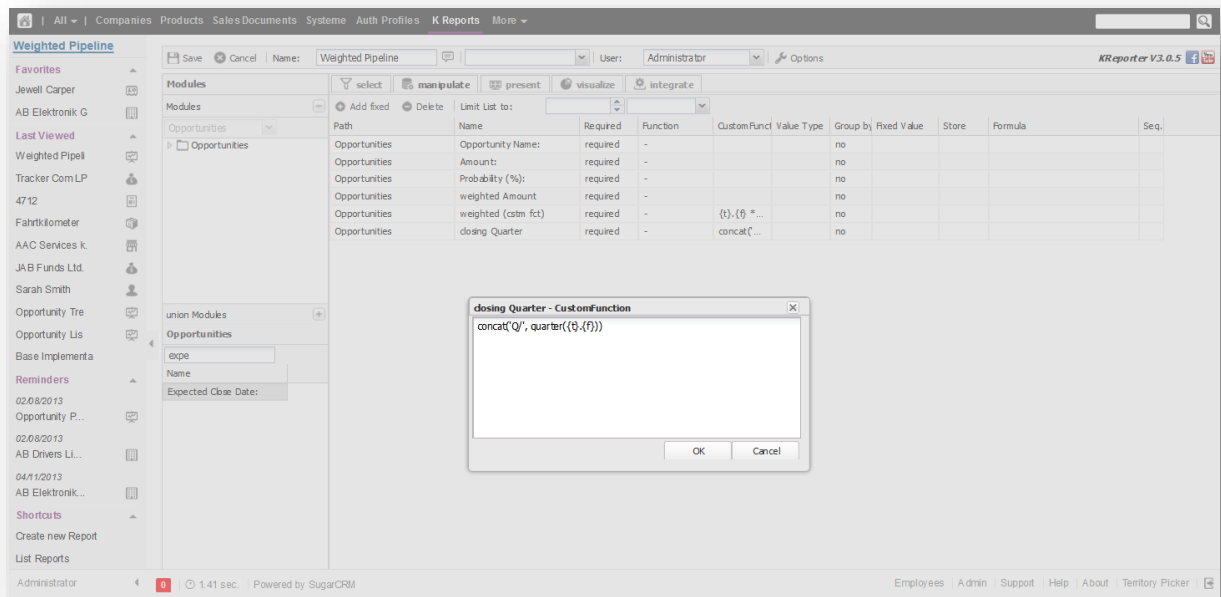 | All | Companies Products Sales Documents Systeme Auth Profiles K Reports More
Weighted Pipeline
Favorites
Jewell Carper
AB Elektronik G
Last Viewed
Weighted Pipeli
Tracker Com LP
4712
Fahrtkilometer
AAC Services k.
JAB Funds Ltd.
Sarah Smith
Opportunity Tre
Opportunity Lis
Base Implementa
Reminders
02/08/2013
Opportunity P...
02/08/2013
AB Drivers Li...
04/11/2013
AB Elektronik...
Shortcuts
Create new Report
List Reports
Administrator
Save Cancel Name: Weighted Pipeline User: Administrator Options KReporter V3.0.5
Modules
Modules
Opportunities
Opportunities
union Modules
Opportunities
expe
Name
Expected Close Date:
select manipulate present visualize integrate
Add fixed Delete Limit List to:
Path Name Required Function CustomFunct Value Type Group by Fixed Value Store Formula Seq.
Opportunities Opportunity Name: required - no
Opportunities Amount: required - no
Opportunities Probability (%): required - no
Opportunities weighted Amount required - no
Opportunities weighted (cstm fct) required - {t}.{f} *... no
Opportunities closing Quarter required - concat('... no
closing Quarter - CustomFunction
concat('Q/', quarter({t}.{f}))
OK Cancel
0 1.41 sec. Powered by SugarCRM
Employees Admin Support Help About Territory Picker